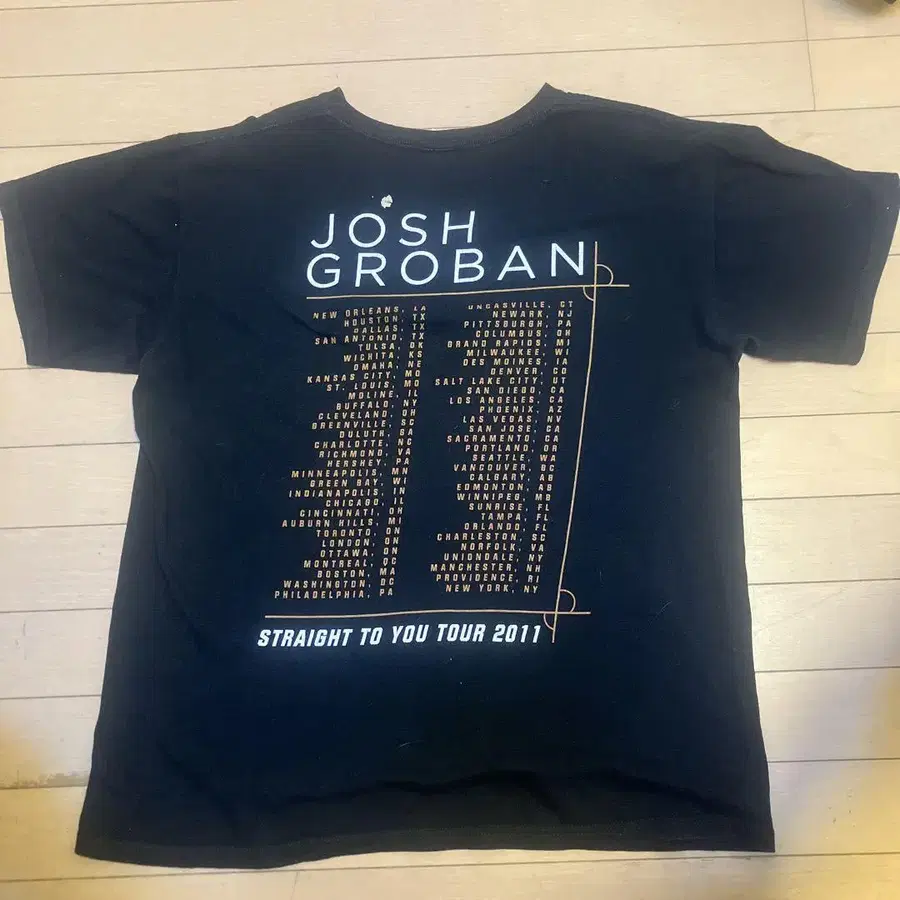 JOSH
GROBAN
NEW ORLEANS, LA
HOUSTON, TX
DALLAS, TX
SAN ANTONIO, TX
TULSA, OK
WICHITA, KS
OMAHA, NE
KANSAS CITY, MO
ST. LOUIS, MO
MOLINE, IL
BUFFALO, NY
CLEVELAND, OH
GREENVILLE, SC
DULUTH, GA
CHARLOTTE, NC
RICHMOND, VA
HERSHEY, PA
MINNEAPOLIS, MN
GREEN BAY, WI
INDIANAPOLIS, IN
CHICAGO, IL
CINCINNATI, OH
AUBURN HILLS, MI
TORONTO, ON
LONDON, ON
OTTAWA, ON
MONTREAL, QC
BOSTON, MA
WASHINGTON, DC
PHILADELPHIA, PA
UNCASVILLE, CT
NEWARK, NJ
PITTSBURGH, PA
COLUMBUS, OH
GRAND RAPIDS, MI
MILWAUKEE, WI
DES MOINES, IA
DENVER, CO
SALT LAKE CITY, UT
SAN DIEGO, CA
LOS ANGELES, CA
PHOENIX, AZ
LAS VEGAS, NV
SAN JOSE, CA
SACRAMENTO, CA
PORTLAND, OR
SEATTLE, WA
VANCOUVER, BC
CALGARY, AB
EDMONTON, AB
WINNIPEG, MB
SUNRISE, FL
TAMPA, FL
ORLANDO, FL
CHARLESTON, SC
NORFOLK, VA
UNIONDALE, NY
MANCHESTER, NH
PROVIDENCE, RI
NEW YORK, NY
STRAIGHT TO YOU TOUR 2011